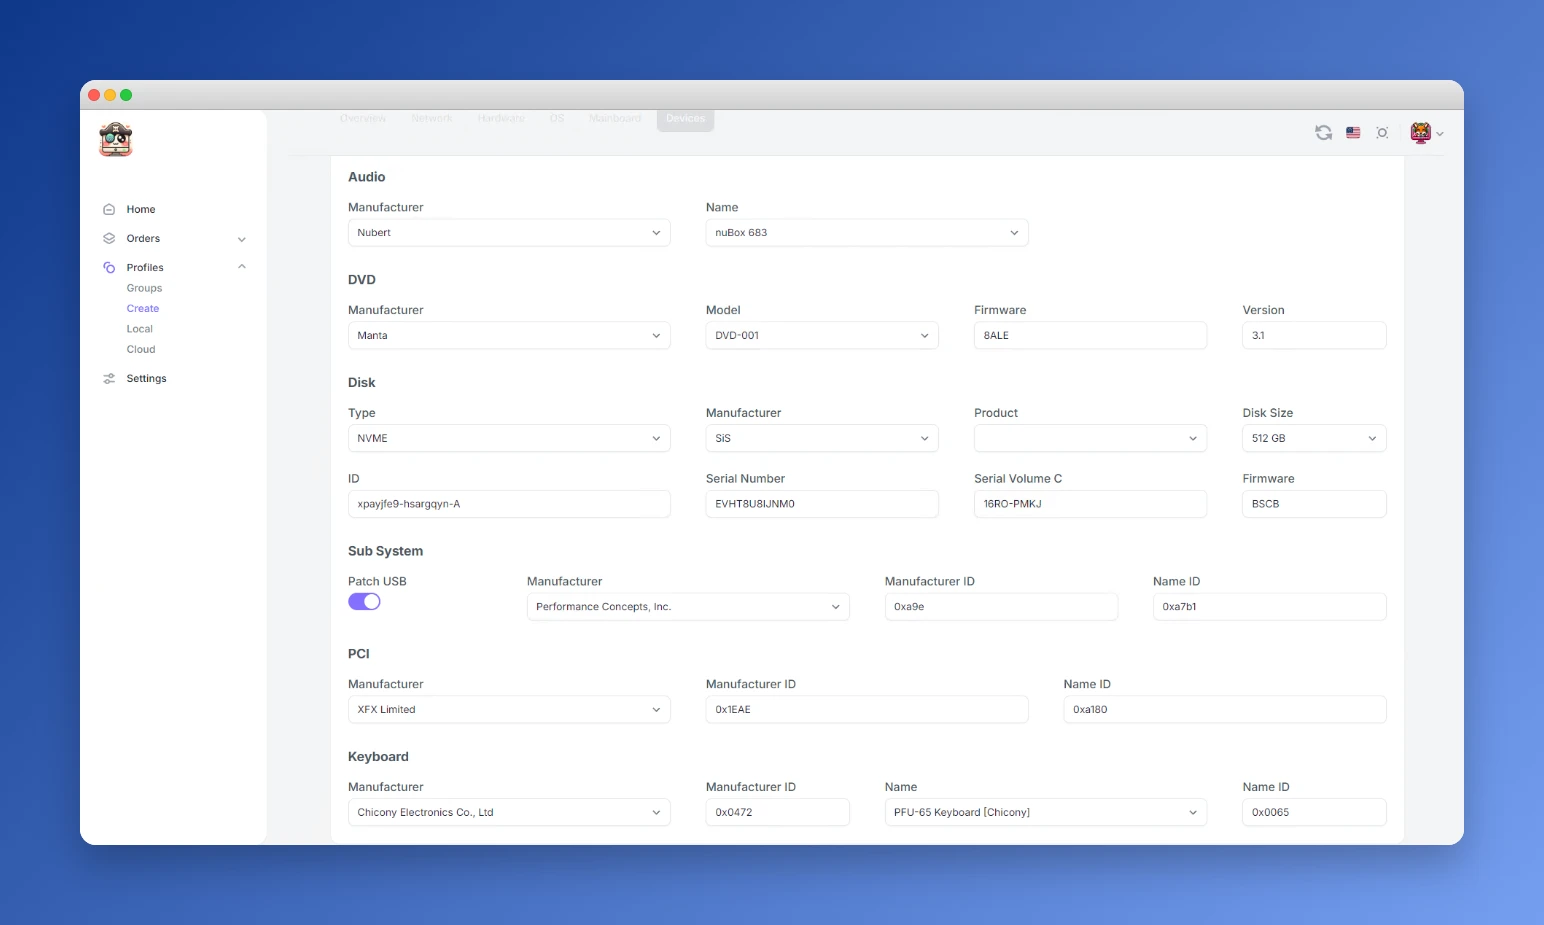 Overview Network Hardware OS Mainboard Devices
Home
Orders
Profiles
Groups
Create
Local
Cloud
Settings
Audio
Manufacturer Name
Nubert nuBox 683
DVD
Manufacturer Model Firmware Version
Manta DVD-001 8ALE 3.1
Disk
Type Manufacturer Product Disk Size
NVME SiS 512 GB
ID Serial Number Serial Volume C Firmware
xpayjfe9-hsargqyn-A EVHT8U8IJNM0 16RO-PMKJ BSCB
Sub System
Patch USB Manufacturer Manufacturer ID Name ID
Performance Concepts, Inc. 0xa9e 0xa7b1
PCI
Manufacturer Manufacturer ID Name ID
XFX Limited 0x1EAE 0xa180
Keyboard
Manufacturer Manufacturer ID Name Name ID
Chicony Electronics Co., Ltd 0x0472 PFU-65 Keyboard [Chicony] 0x0065